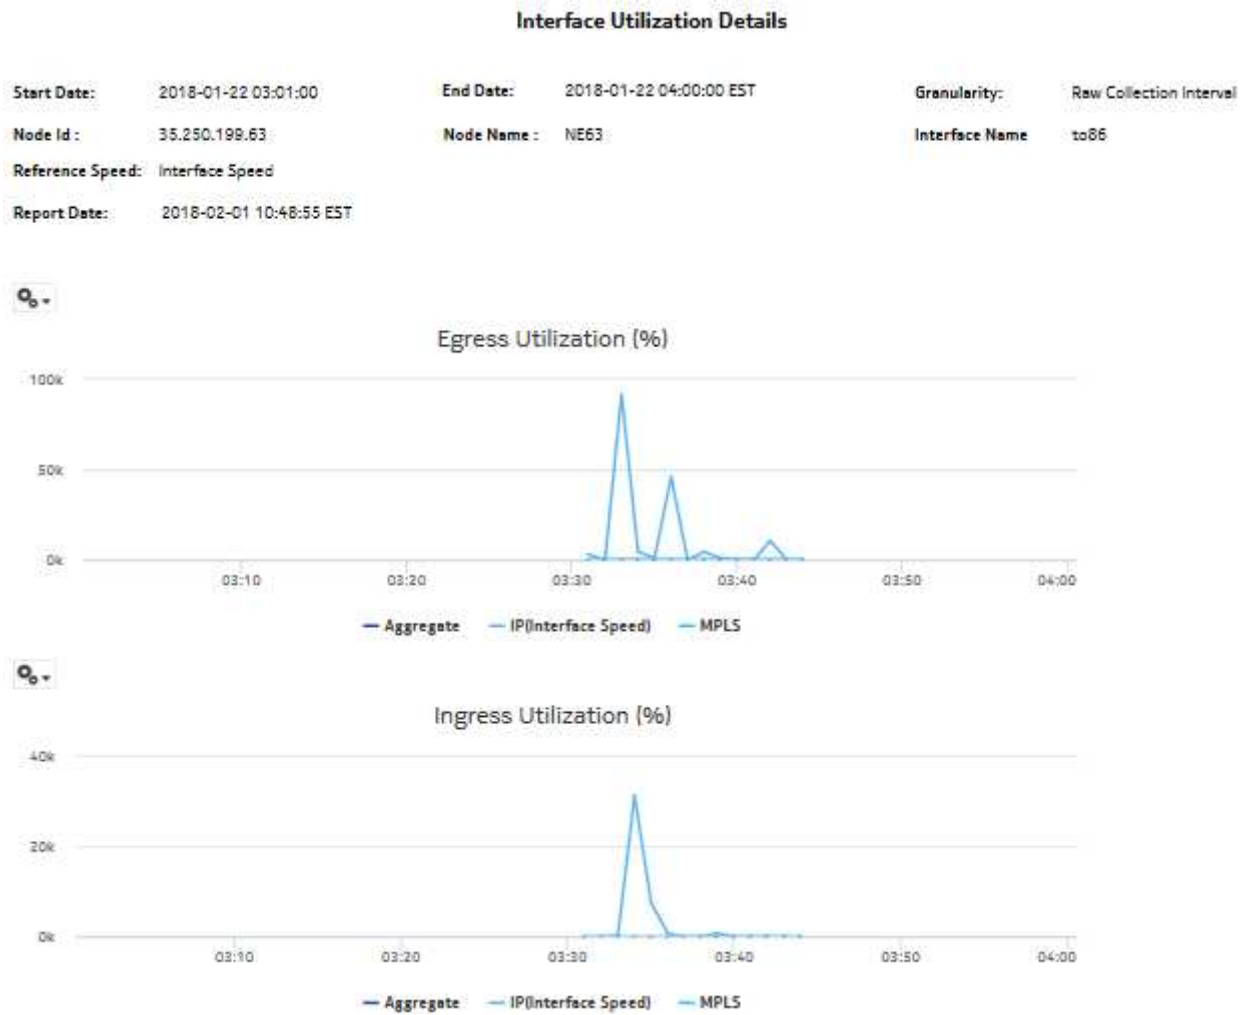 Interface Utilization Details
Start Date: 2018-01-22 03:01:00 End Date: 2018-01-22 04:00:00 EST Granularity: Raw Collection Interval
Node Id : 35.250.199.63 Node Name : NE63 Interface Name to86
Reference Speed: Interface Speed
Report Date: 2018-02-01 10:48:55 EST
Egress Utilization (%)
100k
50k
0k
03:10 03:20 03:30 03:40 03:50 04:00
Aggregate IP(Interface Speed) MPLS
Ingress Utilization (%)
40k
20k
0k
03:10 03:20 03:30 03:40 03:50 04:00
Aggregate IP(Interface Speed) MPLS